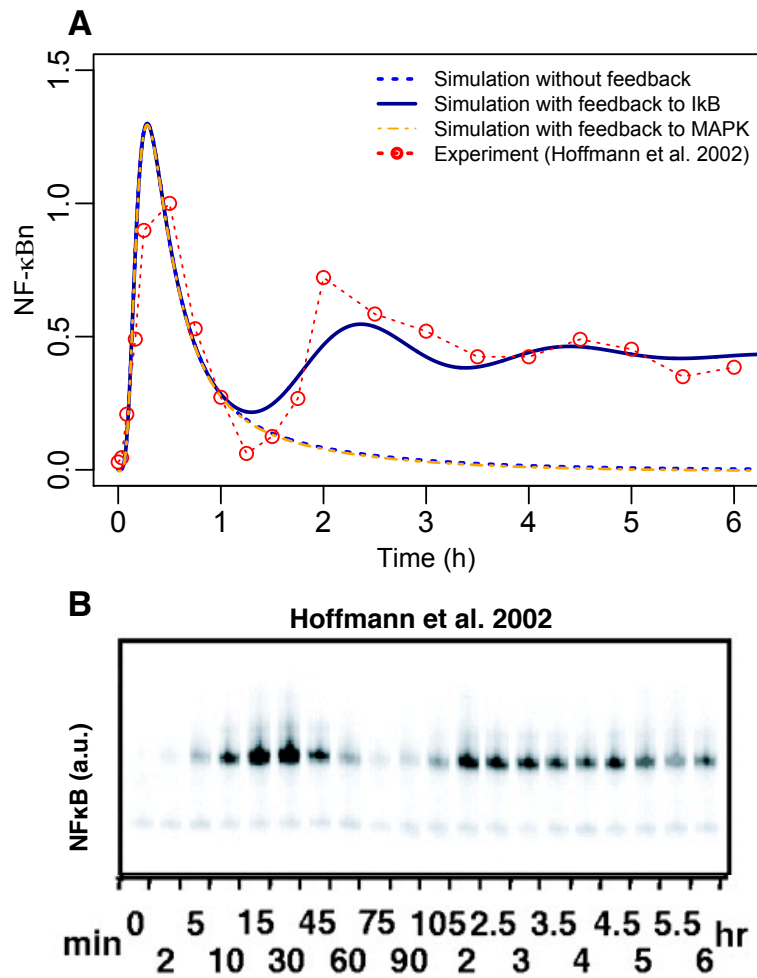 A
NF-κBn
1.5
1.0
0.5
0.0
Simulation without feedback
Simulation with feedback to IkB
Simulation with feedback to MAPK
Experiment (Hoffmann et al. 2002)
0 1 2 3 4 5 6
Time (h)
B
Hoffmann et al. 2002
NFκB (a.u.)
0 5 15 45 75 105 2.5 3.5 4.5 5.5 hr
min 2 10 30 60 90 2 3 4 5 6